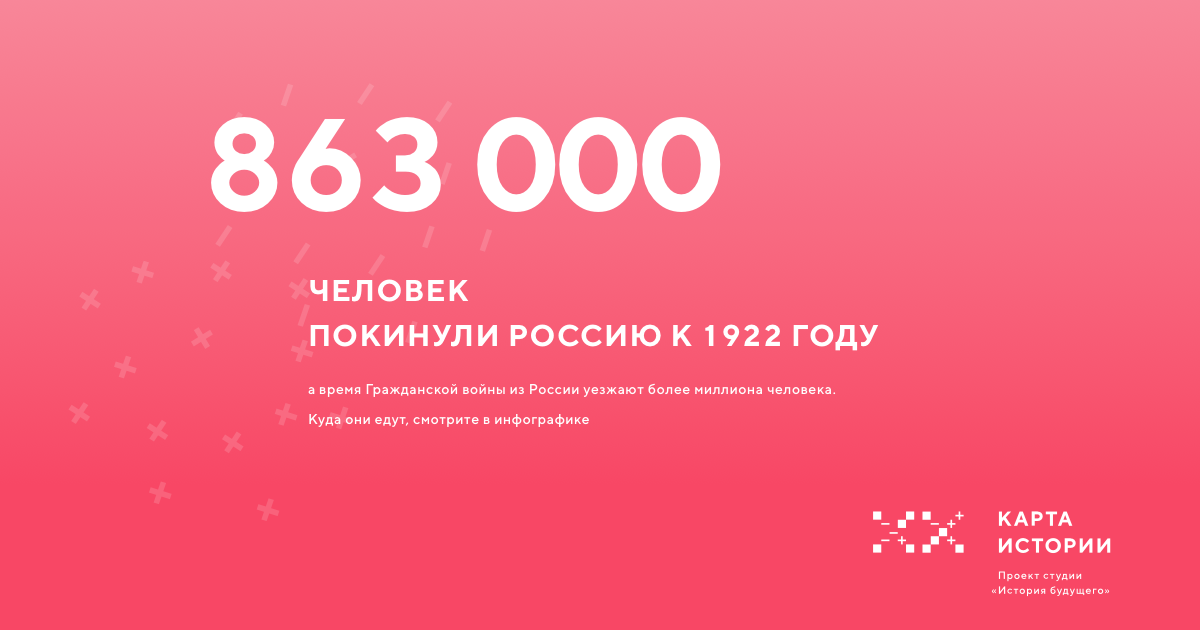 863 000
ЧЕЛОВЕК
ПОКИНУЛИ РОССИЮ К 1922 ГОДУ
а время Гражданской войны из России уезжают более миллиона человека.
Куда они едут, смотрите в инфографике
КАРТА
ИСТОРИИ
Проект студии
«История будущего»